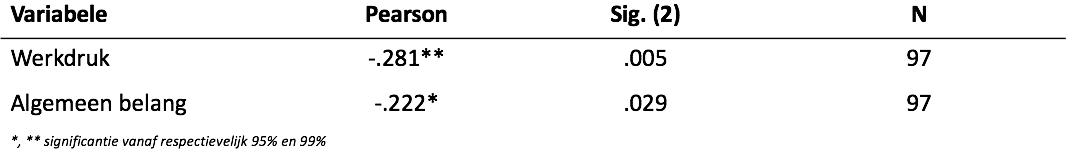 Variabele Pearson Sig. (2) N
Werkdruk -.281** .005 97
Algemeen belang -.222* .029 97
*, ** significantie vanaf respectievelijk 95% en 99%